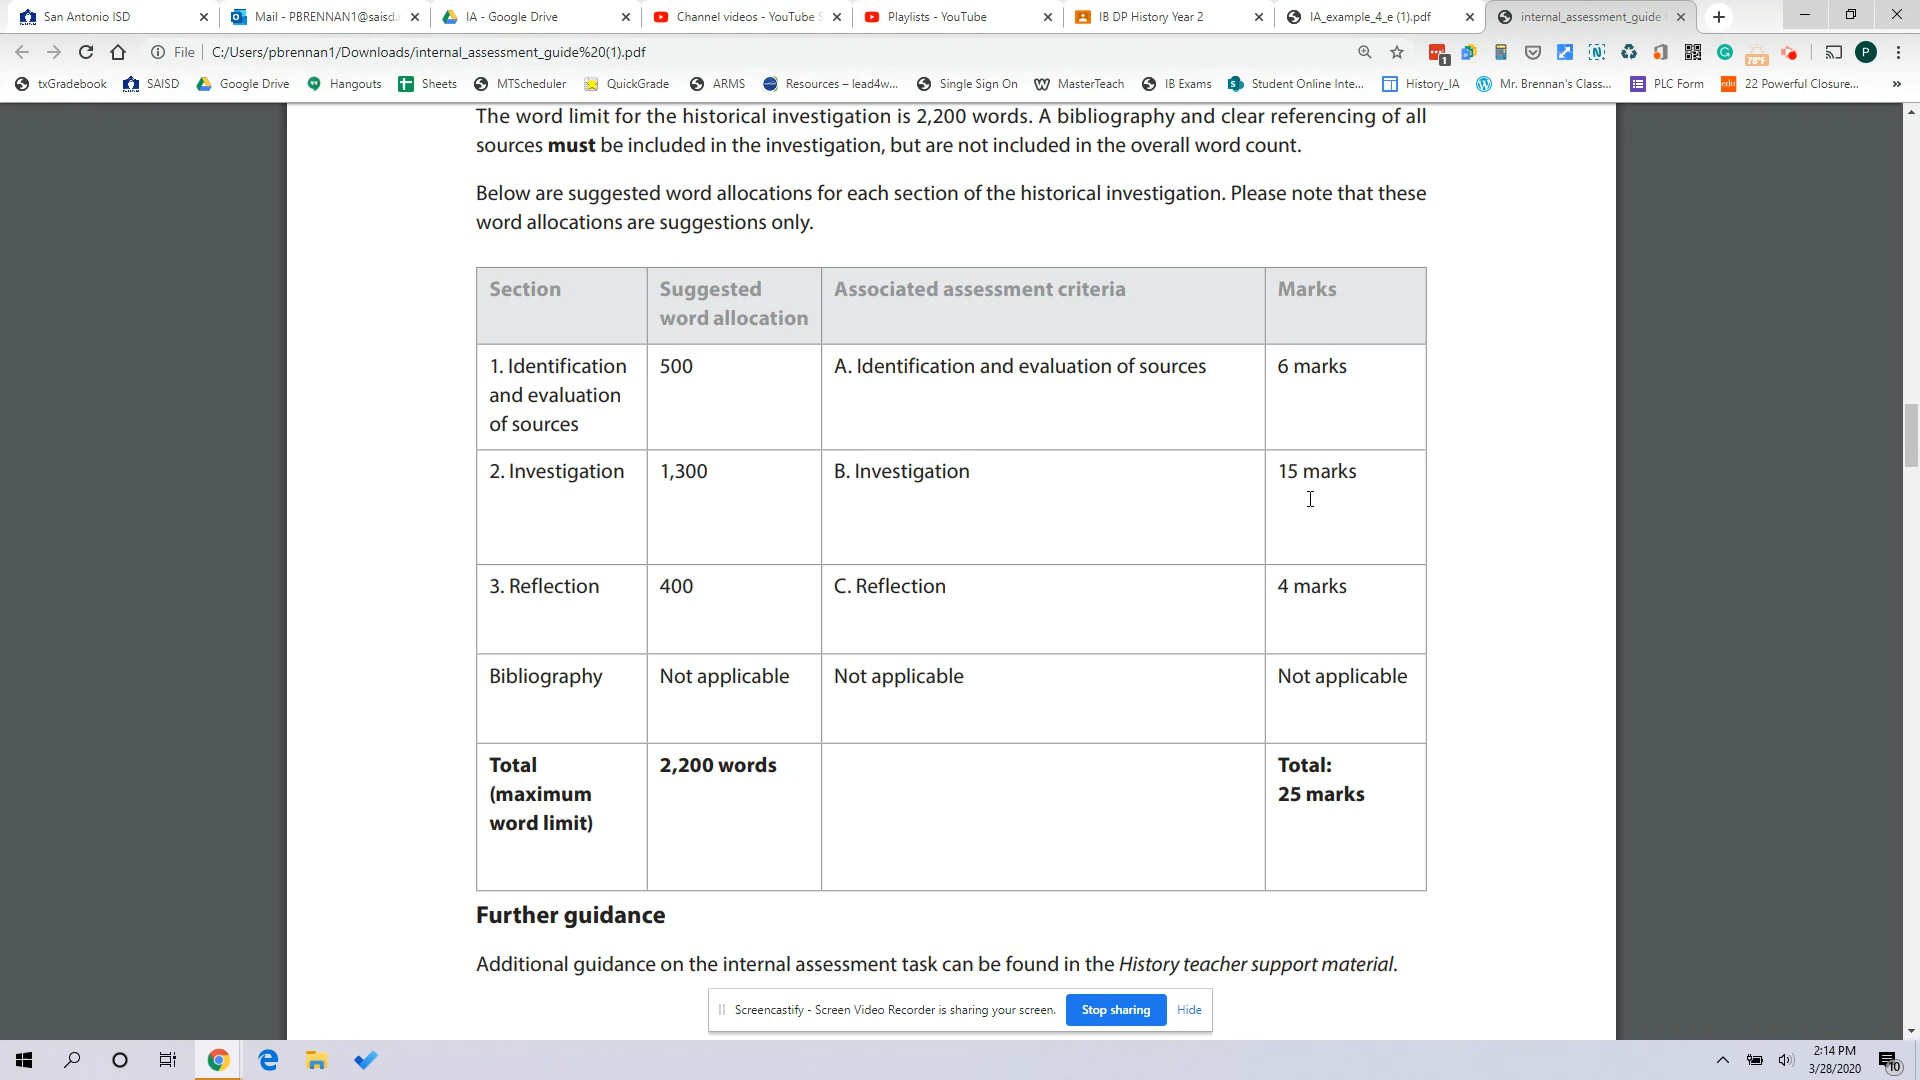 San Antonio ISD
Mail - PBRENNAN1@saisd.
IA - Google Drive
Channel videos - YouTube S
Playlists - YouTube
IB DP History Year 2
IA_example_4_e (1).pdf
internal_assessment_guide
File
C:/Users/pbrennan1/Downloads/internal_assessment_guide%20(1).pdf
1
78°F
P
txGradebook
SAISD
Google Drive
Hangouts
Sheets
MTScheduler
QuickGrade
ARMS
Resources – lead4w...
Single Sign On
MasterTeach
IB Exams
Student Online Inte...
History_IA
Mr. Brennan's Class...
PLC Form
22 Powerful Closure...
»
The word limit for the historical investigation is 2,200 words. A bibliography and clear referencing of all
sources must be included in the investigation, but are not included in the overall word count.
Below are suggested word allocations for each section of the historical investigation. Please note that these
word allocations are suggestions only.
Section
Suggested
word allocation
Associated assessment criteria
Marks
1. Identification
and evaluation
of sources
500
A. Identification and evaluation of sources
6 marks
2. Investigation
1,300
B. Investigation
15 marks
3. Reflection
400
C. Reflection
4 marks
Bibliography
Not applicable
Not applicable
Not applicable
Total
(maximum
word limit)
2,200 words
Total:
25 marks
Further guidance
Additional guidance on the internal assessment task can be found in the History teacher support material.
Screencastify - Screen Video Recorder is sharing your screen.
Stop sharing
Hide
2:14 PM
3/28/2020
10